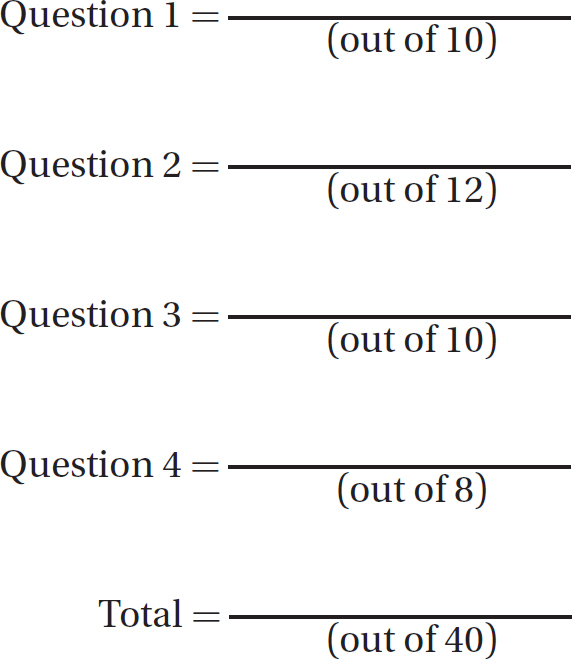 Question 1 =
(out of 10)
Question 2 =
(out of 12)
Question 3 =
(out of 10)
Question 4 =
(out of 8)
Total =
(out of 40)